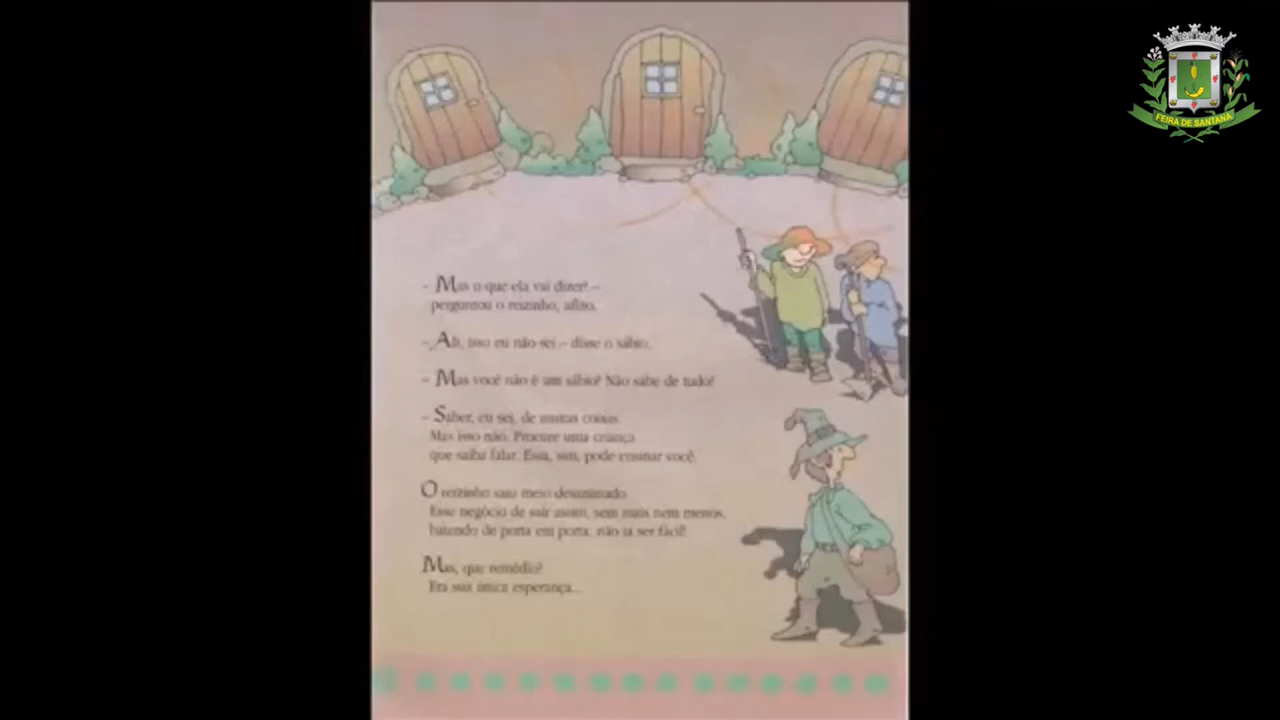 – Mas o que ela vai dizer? –
perguntou o reizinho, aflito.
– Ah, isso eu não sei – disse o sábio.
– Mas você não é um sábio? Não sabe de tudo?
– Saber, eu sei, de muitas coisas.
Mas isso não. Procure uma criança
que saiba falar. Essa, sim, pode ensinar você.
O reizinho saiu meio desanimado.
Esse negócio de sair assim, sem mais nem menos,
batendo de porta em porta, não ia ser fácil!
Mas, que remédio?
Era sua única esperança...
FEIRA DE SANTANA